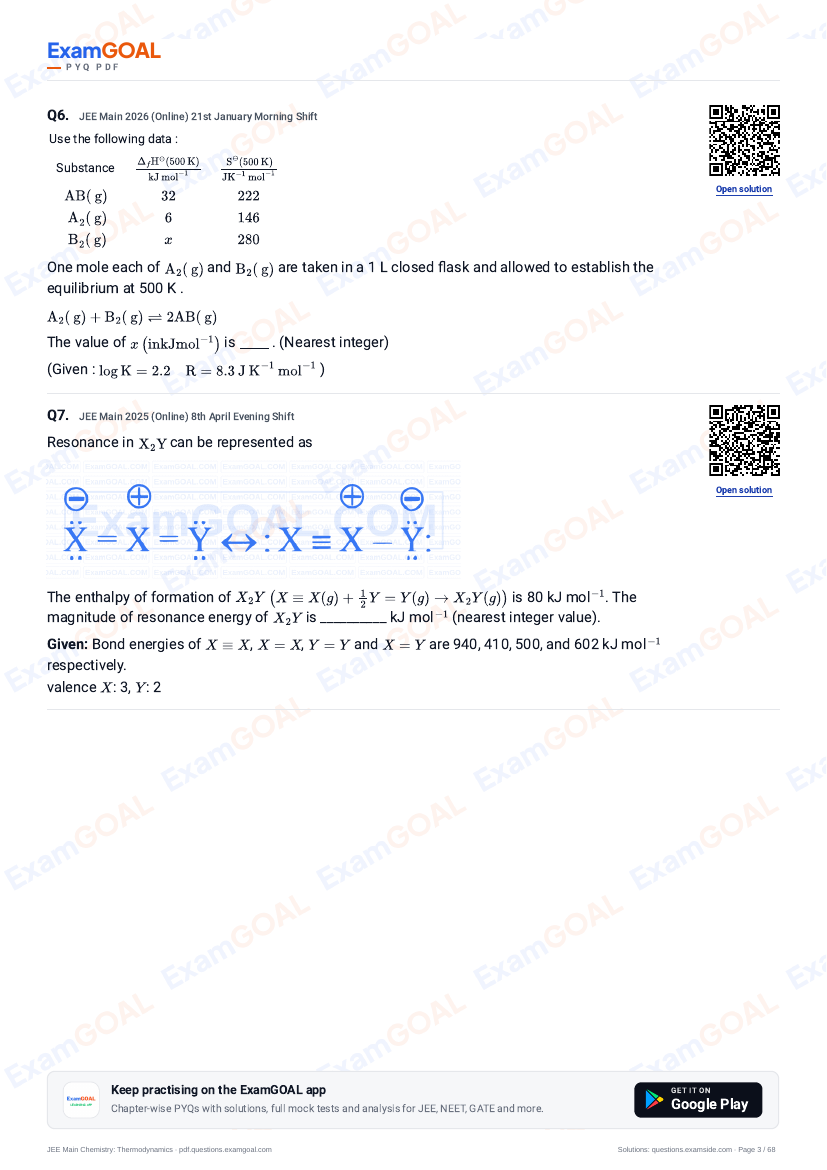 ExamGOAL
PYQ PDF
Q6. JEE Main 2026 (Online) 21st January Morning Shift
Use the following data :
Substance $\frac{\Delta_f H^{\ominus}(500\,K)}{kJ\,mol^{-1}}$ $\frac{S^{\ominus}(500\,K)}{JK^{-1}\,mol^{-1}}$
AB( g) 32 222
A₂( g) 6 146
B₂( g) x 280
One mole each of A₂( g) and B₂( g) are taken in a 1 L closed flask and allowed to establish the
equilibrium at 500 K .
A₂( g) + B₂( g) ⇌ 2AB( g)
The value of x (inkJmol⁻¹) is ____ . (Nearest integer)
(Given : log K = 2.2 R = 8.3 J K⁻¹ mol⁻¹ )
Open solution
Q7. JEE Main 2025 (Online) 8th April Evening Shift
Resonance in X₂Y can be represented as
⊖ ⊕ ⊕ ⊖
Ẍ = X = Ÿ ↔ : X ≡ X − Ÿ:
The enthalpy of formation of X₂Y (X ≡ X(g) + ½Y = Y(g) → X₂Y(g)) is 80 kJ mol⁻¹. The
magnitude of resonance energy of X₂Y is __________ kJ mol⁻¹ (nearest integer value).
Given: Bond energies of X ≡ X, X = X, Y = Y and X = Y are 940, 410, 500, and 602 kJ mol⁻¹
respectively.
valence X: 3, Y: 2
Open solution
Keep practising on the ExamGOAL app
Chapter-wise PYQs with solutions, full mock tests and analysis for JEE, NEET, GATE and more.
GET IT ON
Google Play
JEE Main Chemistry: Thermodynamics · pdf.questions.examgoal.com
Solutions: questions.examside.com · Page 3 / 68